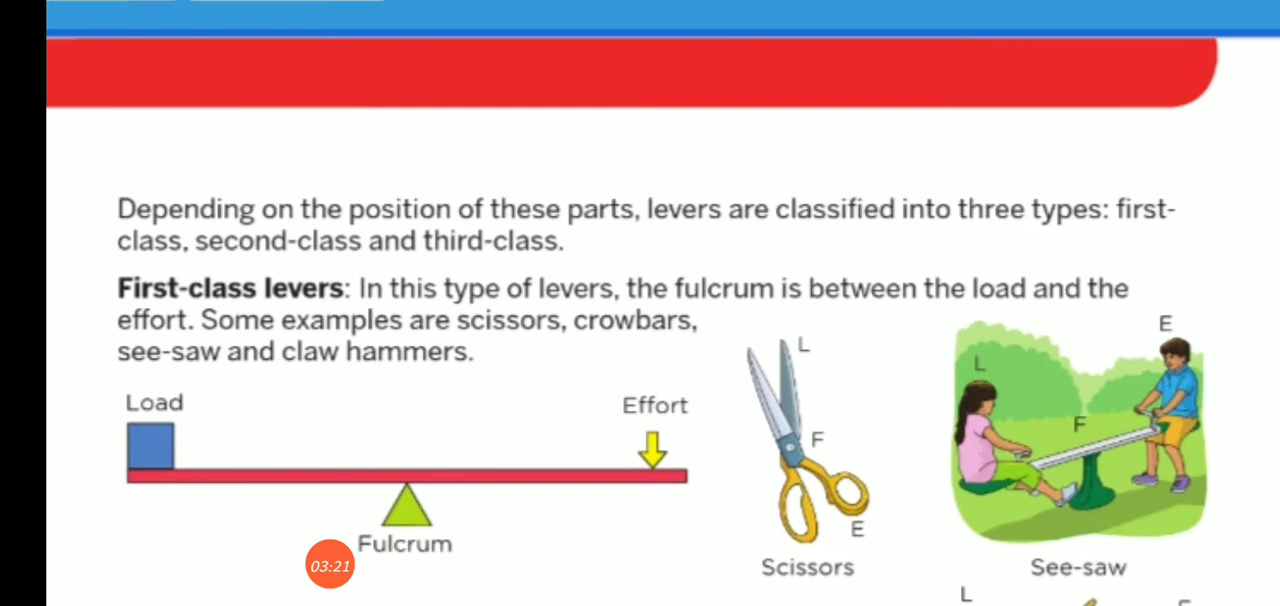 Depending on the position of these parts, levers are classified into three types: first-
class, second-class and third-class.
First-class levers: In this type of levers, the fulcrum is between the load and the
effort. Some examples are scissors, crowbars,
see-saw and claw hammers.
Load
Effort
Fulcrum
03:21
L
F
E
Scissors
E
L
F
See-saw
L